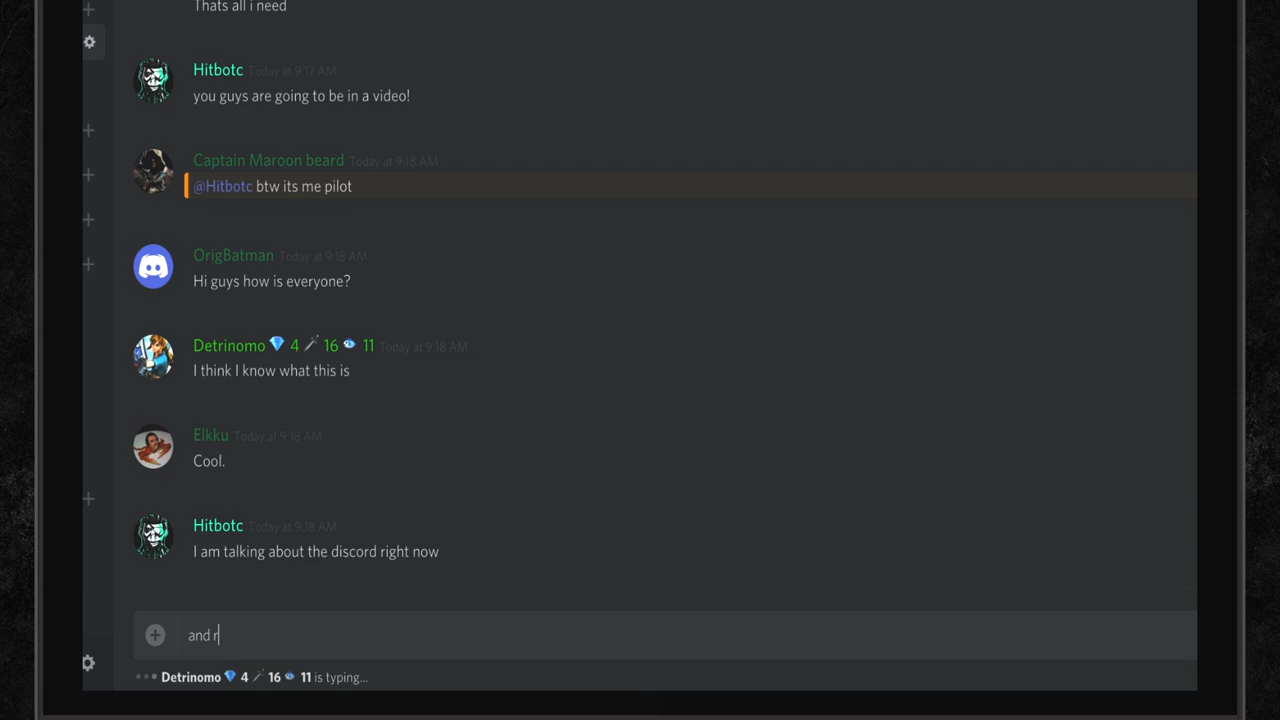 Thats all i need
Hitbotc Today at 9:17 AM
you guys are going to be in a video!
Captain Maroon beard Today at 9:18 AM
@Hitbotc btw its me pilot
OrigBatman Today at 9:18 AM
Hi guys how is everyone?
Detrinomo 💎 4 🪄 16 👁 11 Today at 9:18 AM
I think I know what this is
Elkku Today at 9:18 AM
Cool.
Hitbotc Today at 9:18 AM
I am talking about the discord right now
and r
Detrinomo 💎 4 🪄 16 👁 11 is typing...